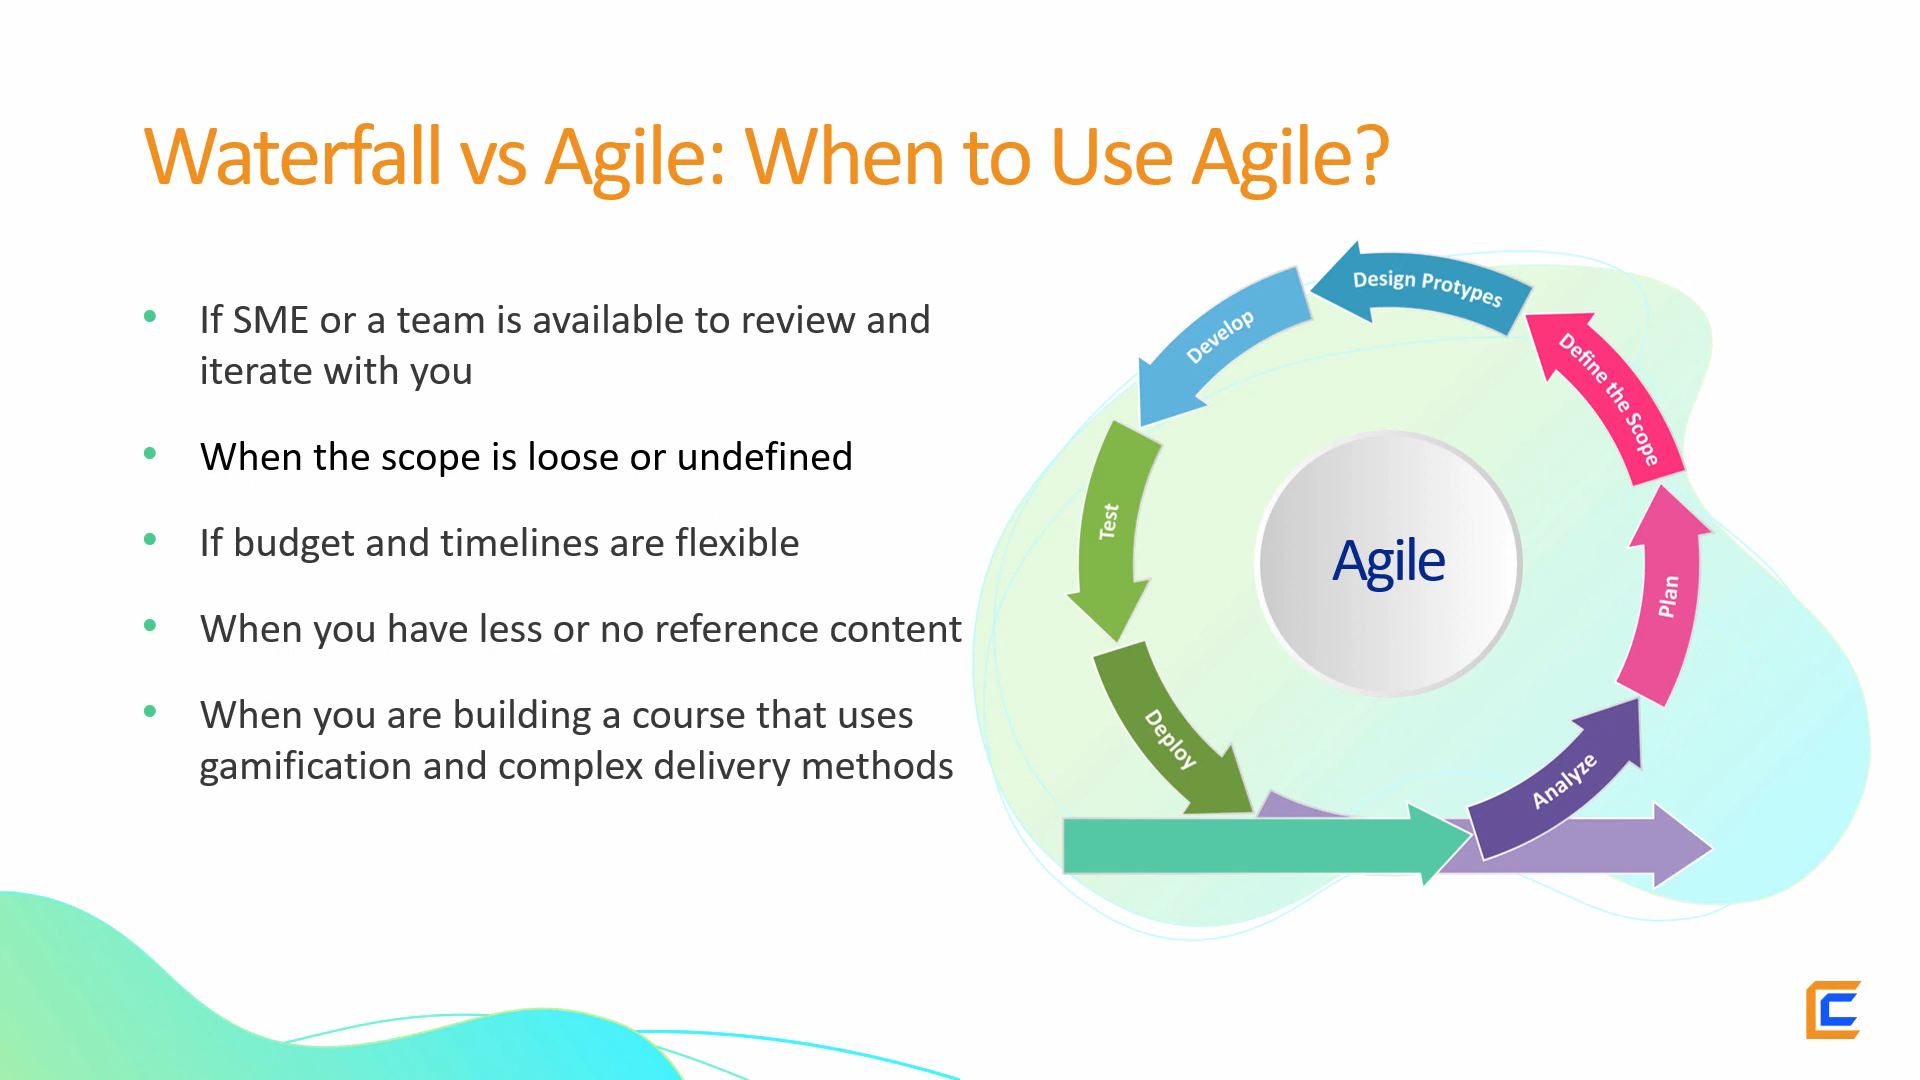 Waterfall vs Agile: When to Use Agile?
• If SME or a team is available to review and
iterate with you
• When the scope is loose or undefined
• If budget and timelines are flexible
• When you have less or no reference content
• When you are building a course that uses
gamification and complex delivery methods
Design Protypes
Develop
Define the Scope
Test
Agile
Plan
Deploy
Analyze